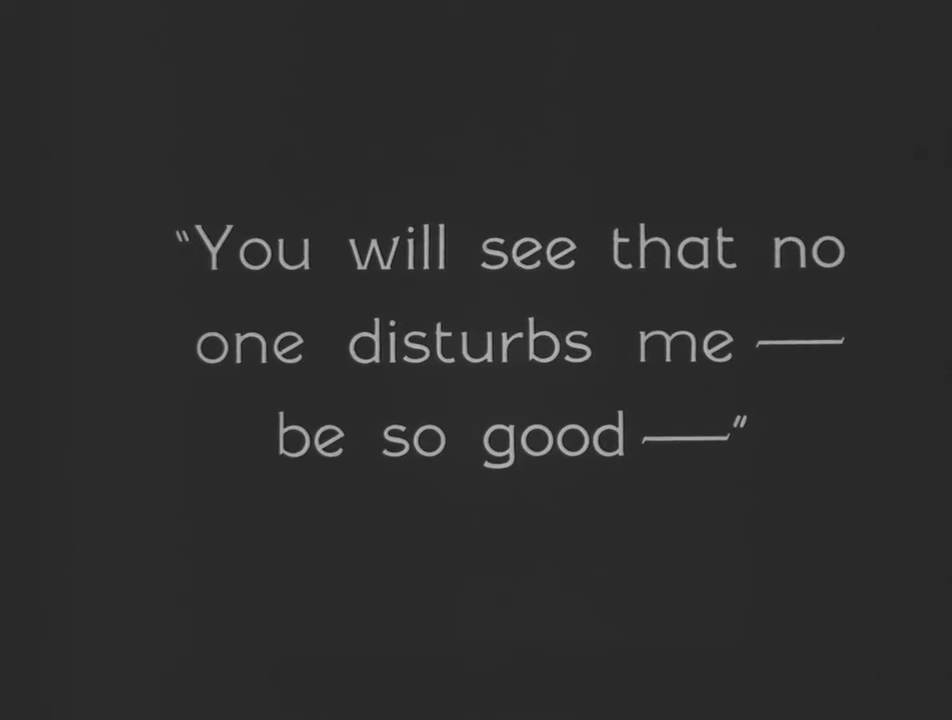 “You will see that no
one disturbs me —
be so good —”